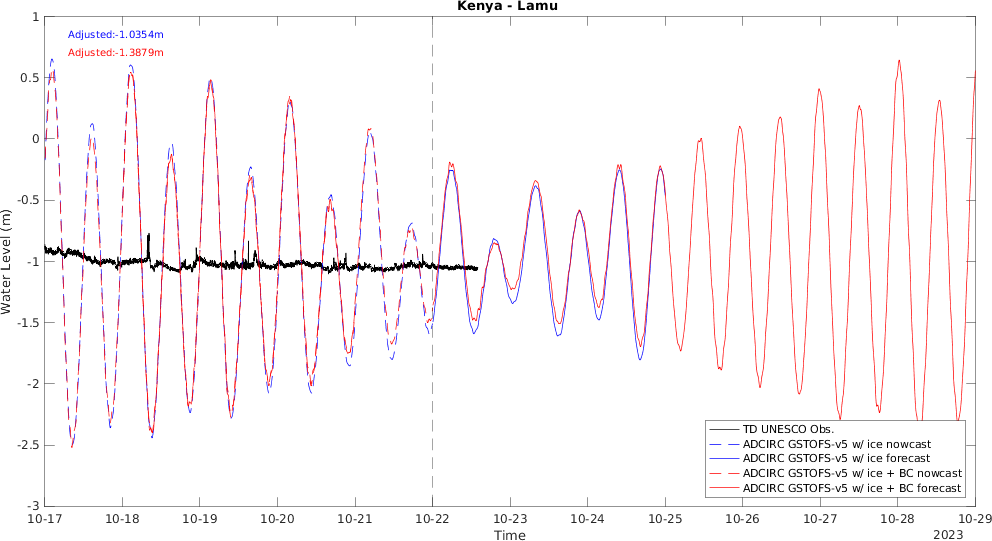 Kenya - Lamu
Adjusted:-1.0354m
Adjusted:-1.3879m
1
0.5
0
-0.5
-1
-1.5
-2
-2.5
-3
Water Level (m)
TD UNESCO Obs.
ADCIRC GSTOFS-v5 w/ ice nowcast
ADCIRC GSTOFS-v5 w/ ice forecast
ADCIRC GSTOFS-v5 w/ ice + BC nowcast
ADCIRC GSTOFS-v5 w/ ice + BC forecast
10-17 10-18 10-19 10-20 10-21 10-22 10-23 10-24 10-25 10-26 10-27 10-28 10-29
Time
2023